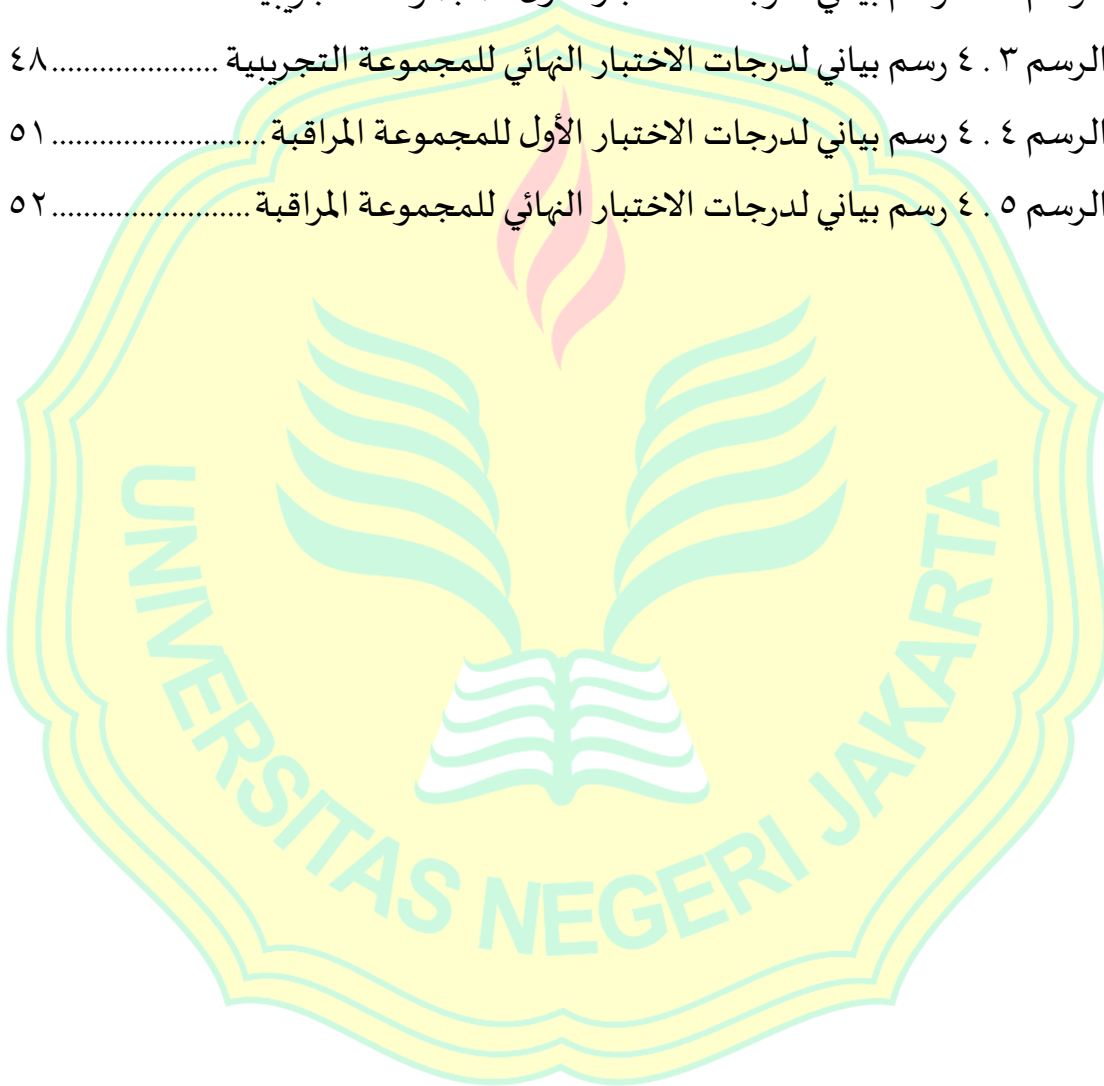 الرسم ٣ . ٤ رسم بياني لدرجات الاختبار النهائي للمجموعة التجريبية .....................٤٨
الرسم ٤ . ٤ رسم بياني لدرجات الاختبار الأول للمجموعة المراقبة............................٥١
الرسم ٥ . ٤ رسم بياني لدرجات الاختبار النهائي للمجموعة المراقبة.........................٥٢
UNIVERSITAS NEGERI JAKARTA